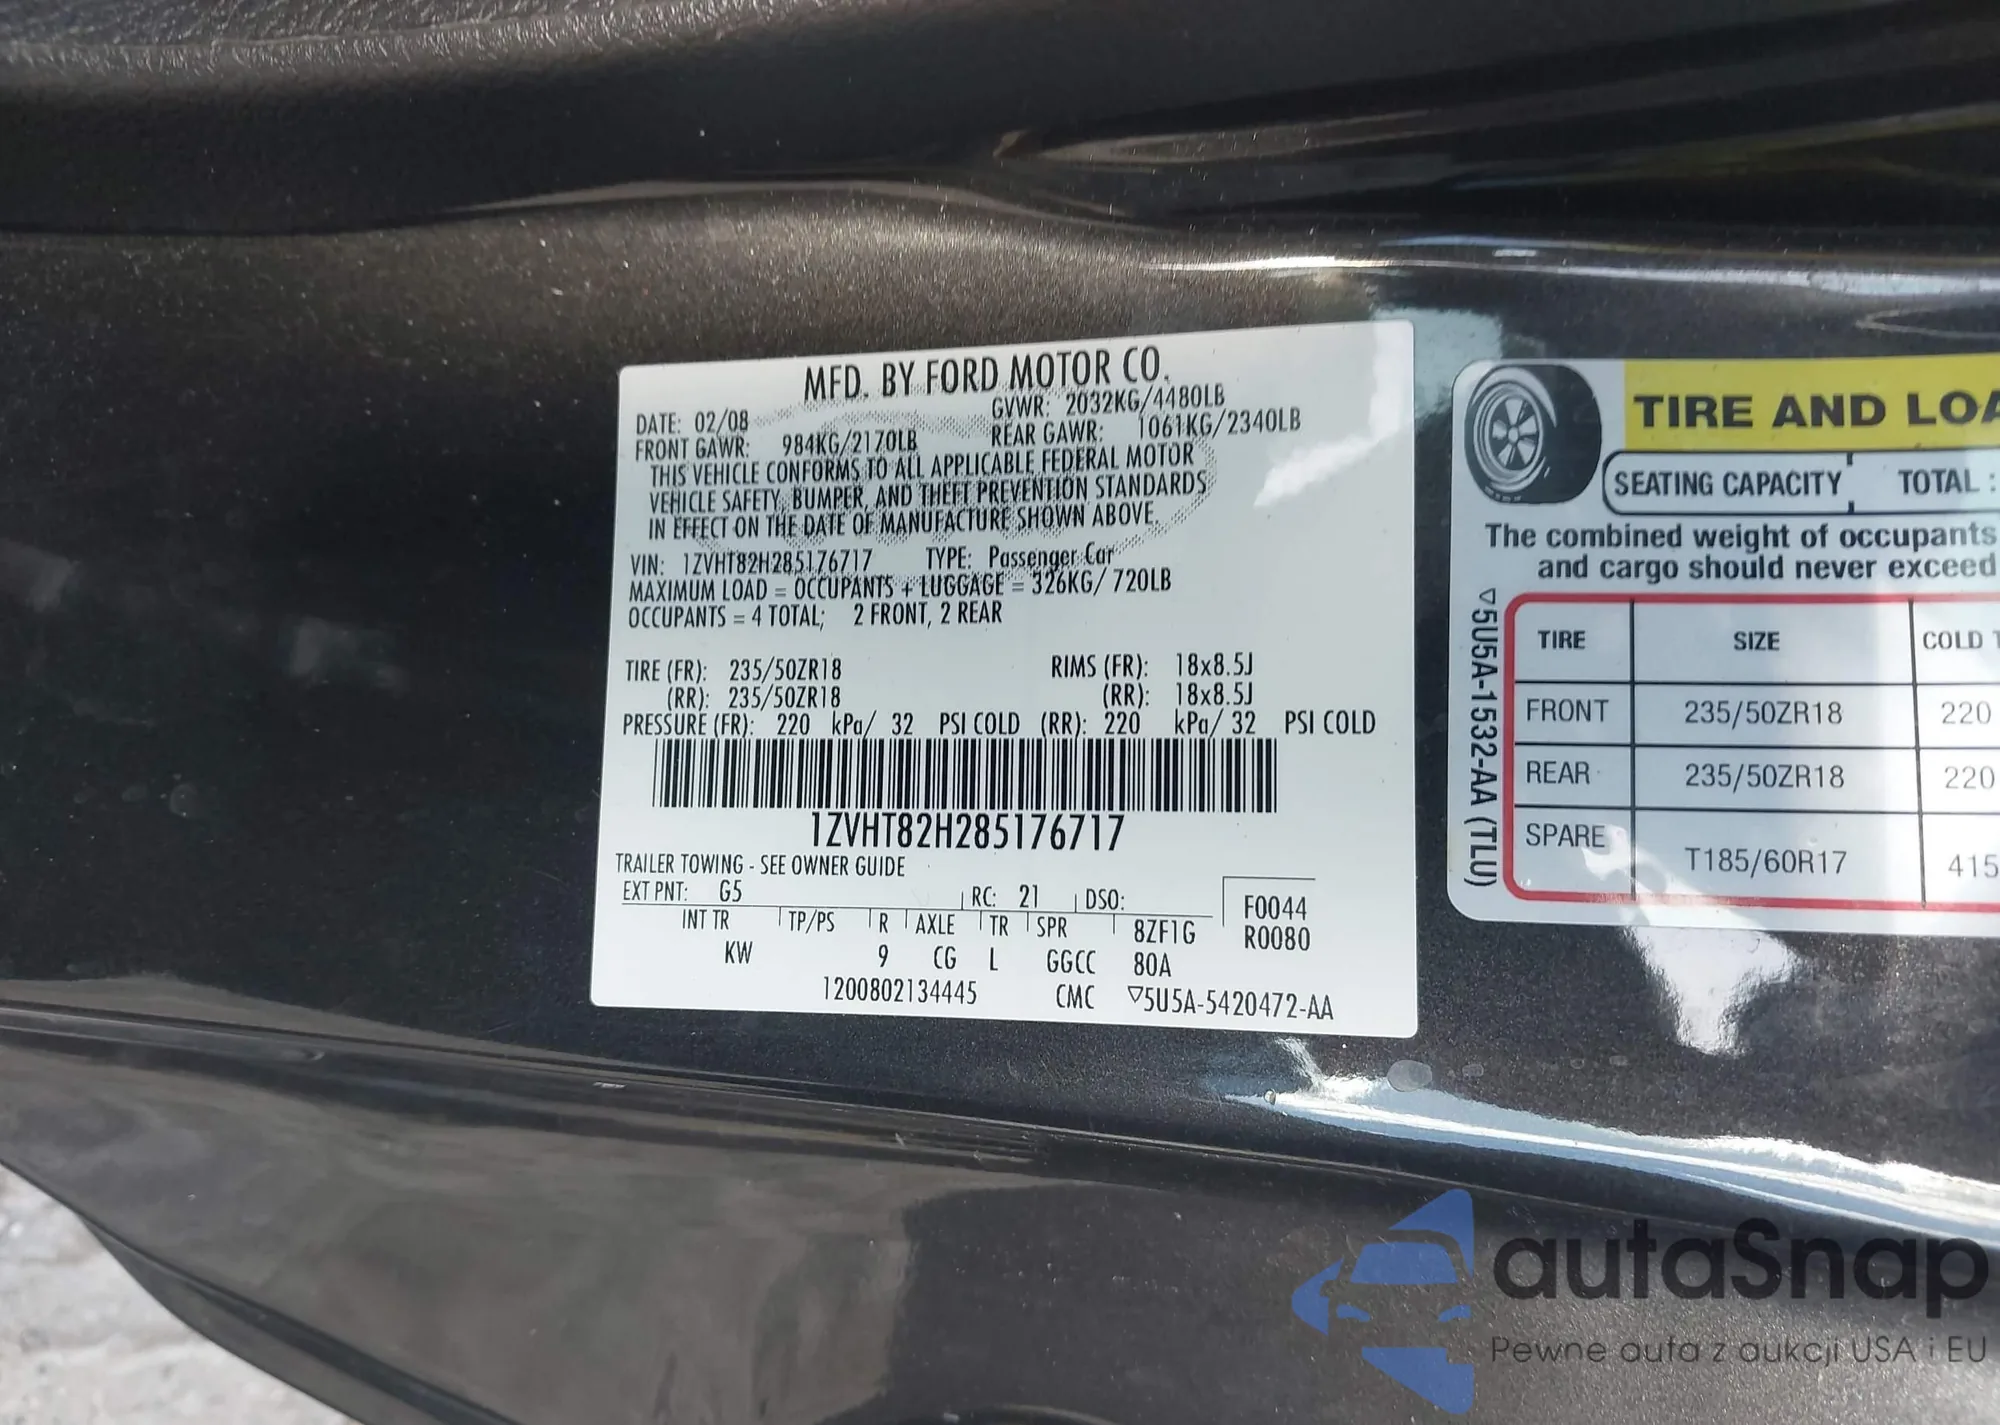 MFD. BY FORD MOTOR CO.
DATE: 02/08 GVWR: 2032KG/4480LB
FRONT GAWR: 984KG/2170LB REAR GAWR: 1061KG/2340LB
THIS VEHICLE CONFORMS TO ALL APPLICABLE FEDERAL MOTOR
VEHICLE SAFETY, BUMPER, AND THEFT PREVENTION STANDARDS
IN EFFECT ON THE DATE OF MANUFACTURE SHOWN ABOVE.
VIN: 1ZVHT82H285176717 TYPE: Passenger Car
MAXIMUM LOAD = OCCUPANTS + LUGGAGE = 326KG/ 720LB
OCCUPANTS = 4 TOTAL; 2 FRONT, 2 REAR
TIRE (FR): 235/50ZR18 RIMS (FR): 18x8.5J
(RR): 235/50ZR18 (RR): 18x8.5J
PRESSURE (FR): 220 kPa/ 32 PSI COLD (RR): 220 kPa/ 32 PSI COLD
1ZVHT82H285176717
TRAILER TOWING - SEE OWNER GUIDE
EXT PNT: G5 RC: 21 DSO:
F0044
R0080
INT TR TP/PS R AXLE TR SPR 8ZF1G
KW 9 CG L GGCC 80A
1200802134445 CMC ▽5U5A-5420472-AA
TIRE AND LOA
SEATING CAPACITY TOTAL :
The combined weight of occupants
and cargo should never exceed
▽5U5A-1532-AA (TLU)
TIRE SIZE COLD T
FRONT 235/50ZR18 220
REAR 235/50ZR18 220
SPARE T185/60R17 415
autaSnap
Pewne auta z aukcji USA i EU